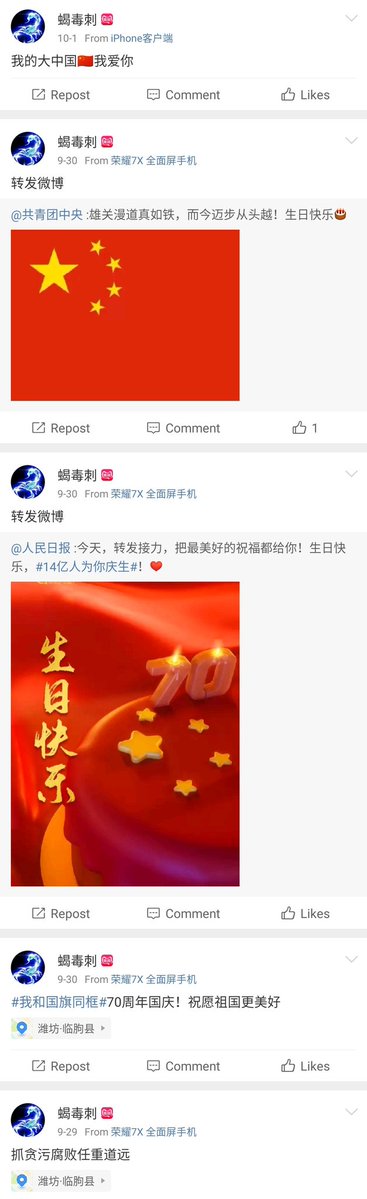 蝎毒刺
10-1 From iPhone客户端
我的大中国🇨🇳我爱你
Repost Comment Likes
蝎毒刺
9-30 From 荣耀7X 全面屏手机
转发微博
@共青团中央 :雄关漫道真如铁，而今迈步从头越！生日快乐🎂
Repost Comment 1
蝎毒刺
9-30 From 荣耀7X 全面屏手机
转发微博
@人民日报 :今天，转发接力，把最美好的祝福都给你！生日快
乐，#14亿人为你庆生#！❤️
生日快乐
70
Repost Comment Likes
蝎毒刺
9-30 From 荣耀7X 全面屏手机
#我和国旗同框#70周年国庆！祝愿祖国更美好
潍坊·临朐县
Repost Comment Likes
蝎毒刺
9-29 From 荣耀7X 全面屏手机
抓贪污腐败任重道远
潍坊·临朐县